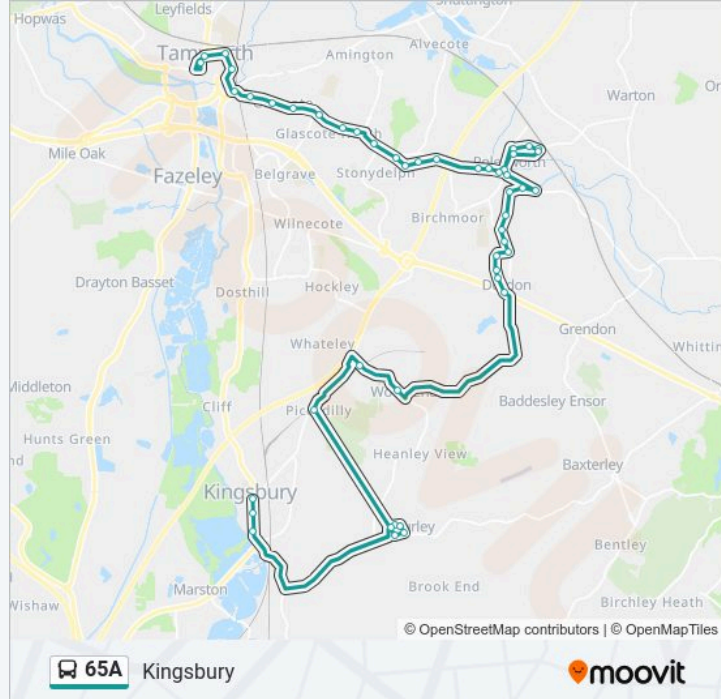 Hopwas
Leyfields
Shuttington
Tamworth
Amington
Alvecote
Warton
Mile Oak
Glascote Heath
Polesworth
Fazeley
Belgrave
Stonydelph
Birchmoor
Wilnecote
Drayton Basset
Dosthill
Hockley
Dordon
Grendon
Whateley
Whitti
Middleton
Cliff
Piccadilly
Baddesley Ensor
Hunts Green
Heanley View
Kingsbury
Baxterley
Hurley
Bentley
Marston
Brook End
Wishaw
Birchley Heath
© OpenStreetMap contributors | © OpenMapTiles
65A Kingsbury
moovit